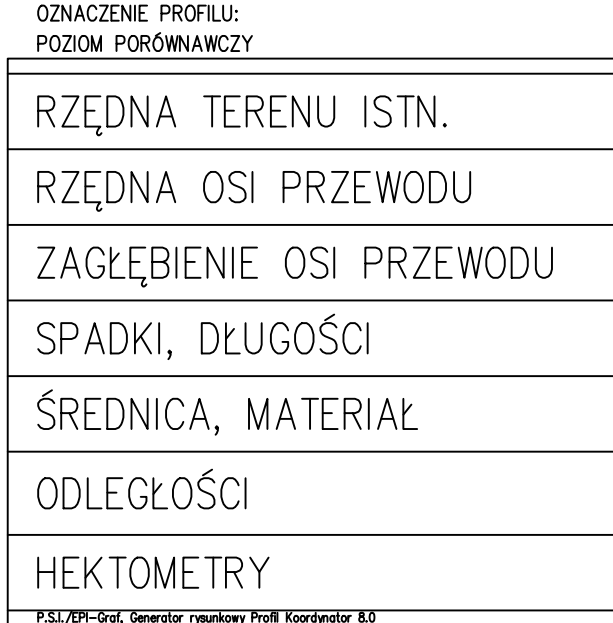 OZNACZENIE PROFILU:
POZIOM PORÓWNAWCZY
RZĘDNA TERENU ISTN.
RZĘDNA OSI PRZEWODU
ZAGŁĘBIENIE OSI PRZEWODU
SPADKI, DŁUGOŚCI
ŚREDNICA, MATERIAŁ
ODLEGŁOŚCI
HEKTOMETRY
P.S.I./EPI-Graf, Generator rysunkowy Profil Koordynator 8.0